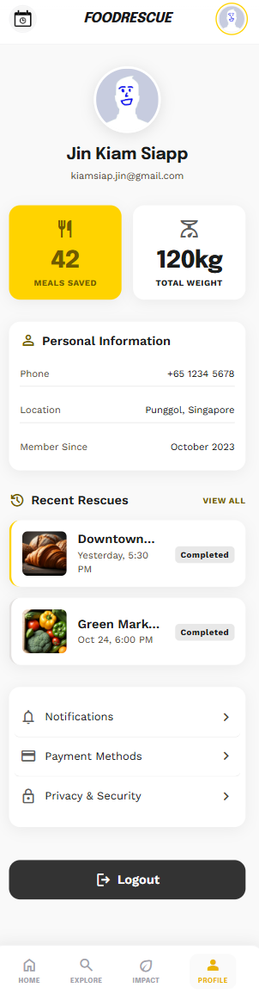 FOODRESCUE
Jin Kiam Siapp
kiamsiap.jin@gmail.com
42
MEALS SAVED
120kg
TOTAL WEIGHT
Personal Information
Phone
+65 1234 5678
Location
Punggol, Singapore
Member Since
October 2023
Recent Rescues
VIEW ALL
Downtown...
Yesterday, 5:30
PM
Completed
Green Mark...
Oct 24, 6:00 PM
Completed
Notifications
Payment Methods
Privacy & Security
Logout
HOME
EXPLORE
IMPACT
PROFILE